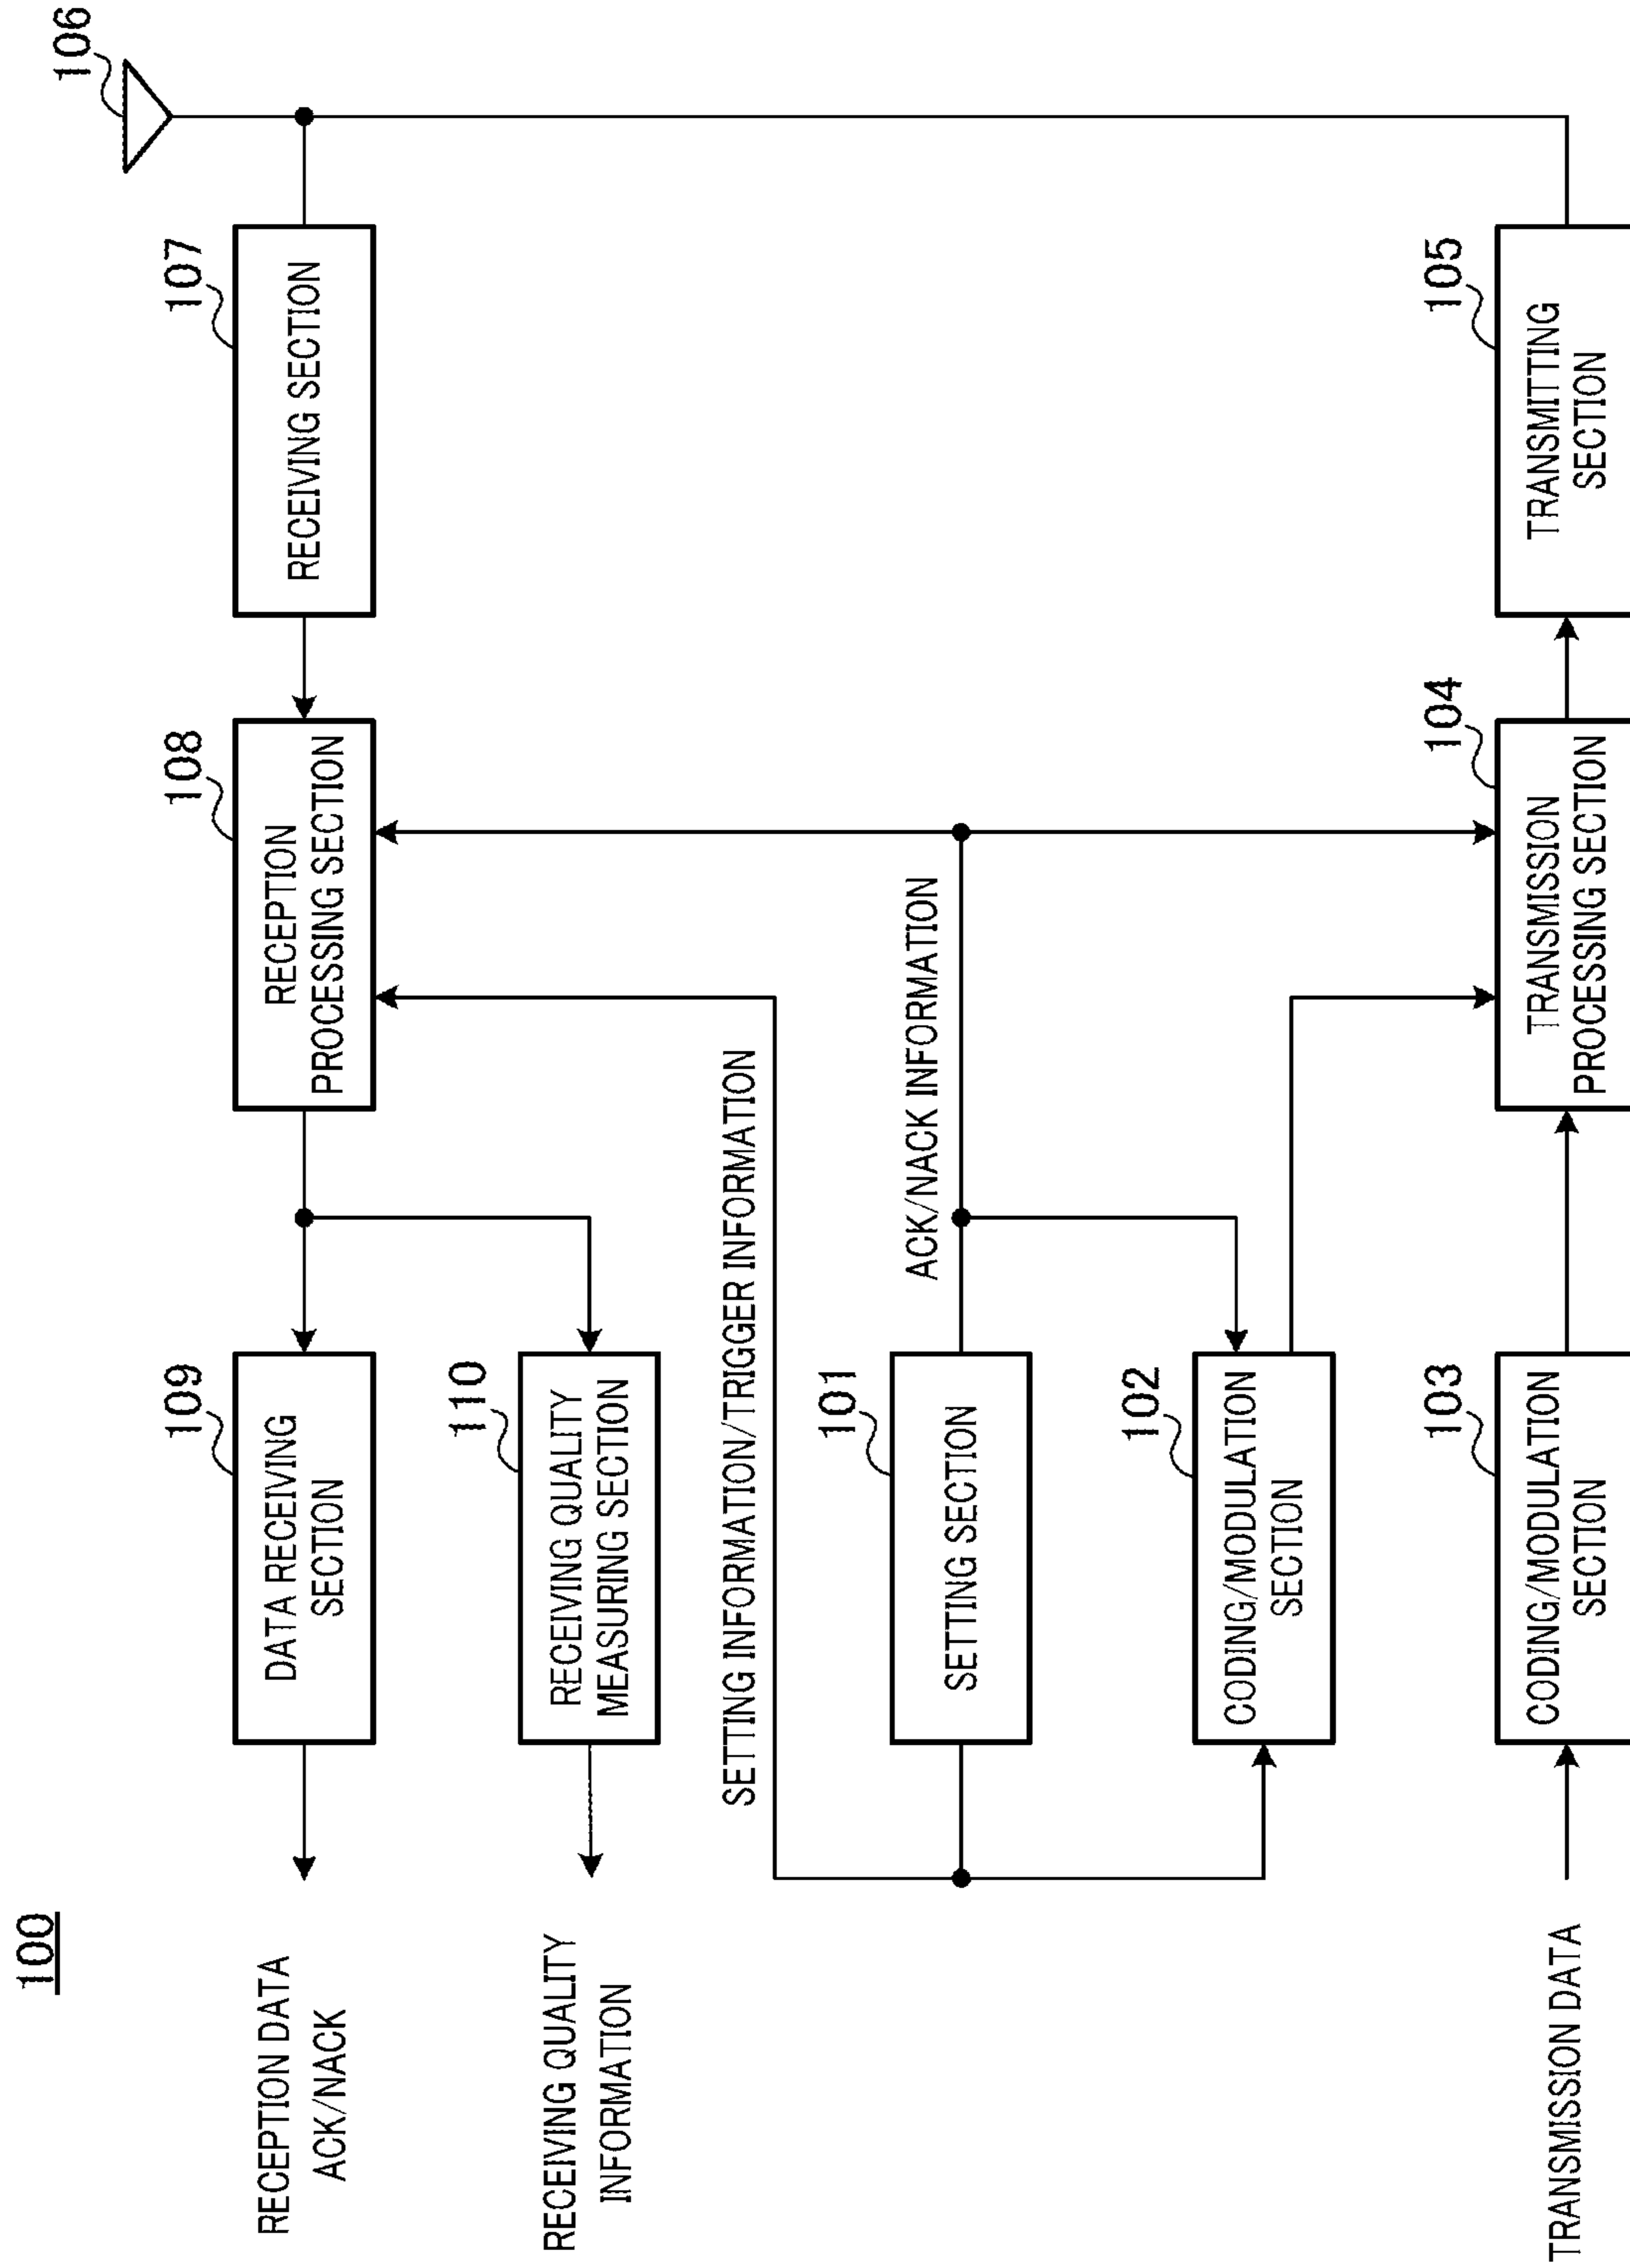 100
106
RECEPTION DATA
ACK/NACK
109
DATA RECEIVING
SECTION
108
RECEPTION
PROCESSING SECTION
107
RECEIVING SECTION
RECEIVING QUALITY
INFORMATION
110
RECEIVING QUALITY
MEASURING SECTION
SETTING INFORMATION/TRIGGER INFORMATION
101
SETTING SECTION
ACK/NACK INFORMATION
102
CODING/MODULATION
SECTION
TRANSMISSION DATA
103
CODING/MODULATION
SECTION
104
TRANSMISSION
PROCESSING SECTION
105
TRANSMITTING
SECTION